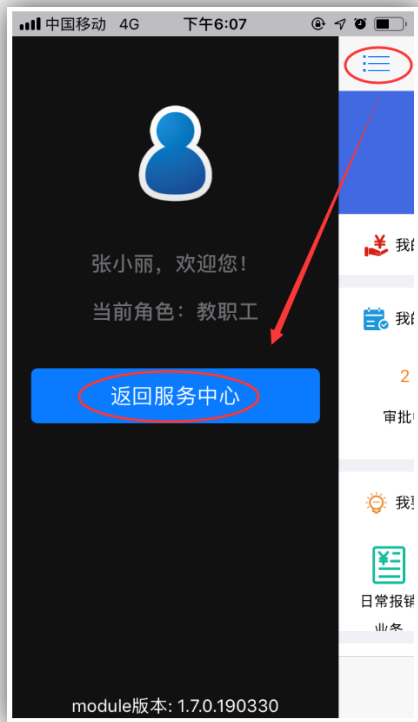 中国移动 4G 下午6:07
张小丽，欢迎您！
当前角色：教职工
返回服务中心
module版本: 1.7.0.190330
我的
我的
2
审批中
我要
日常报销
业务